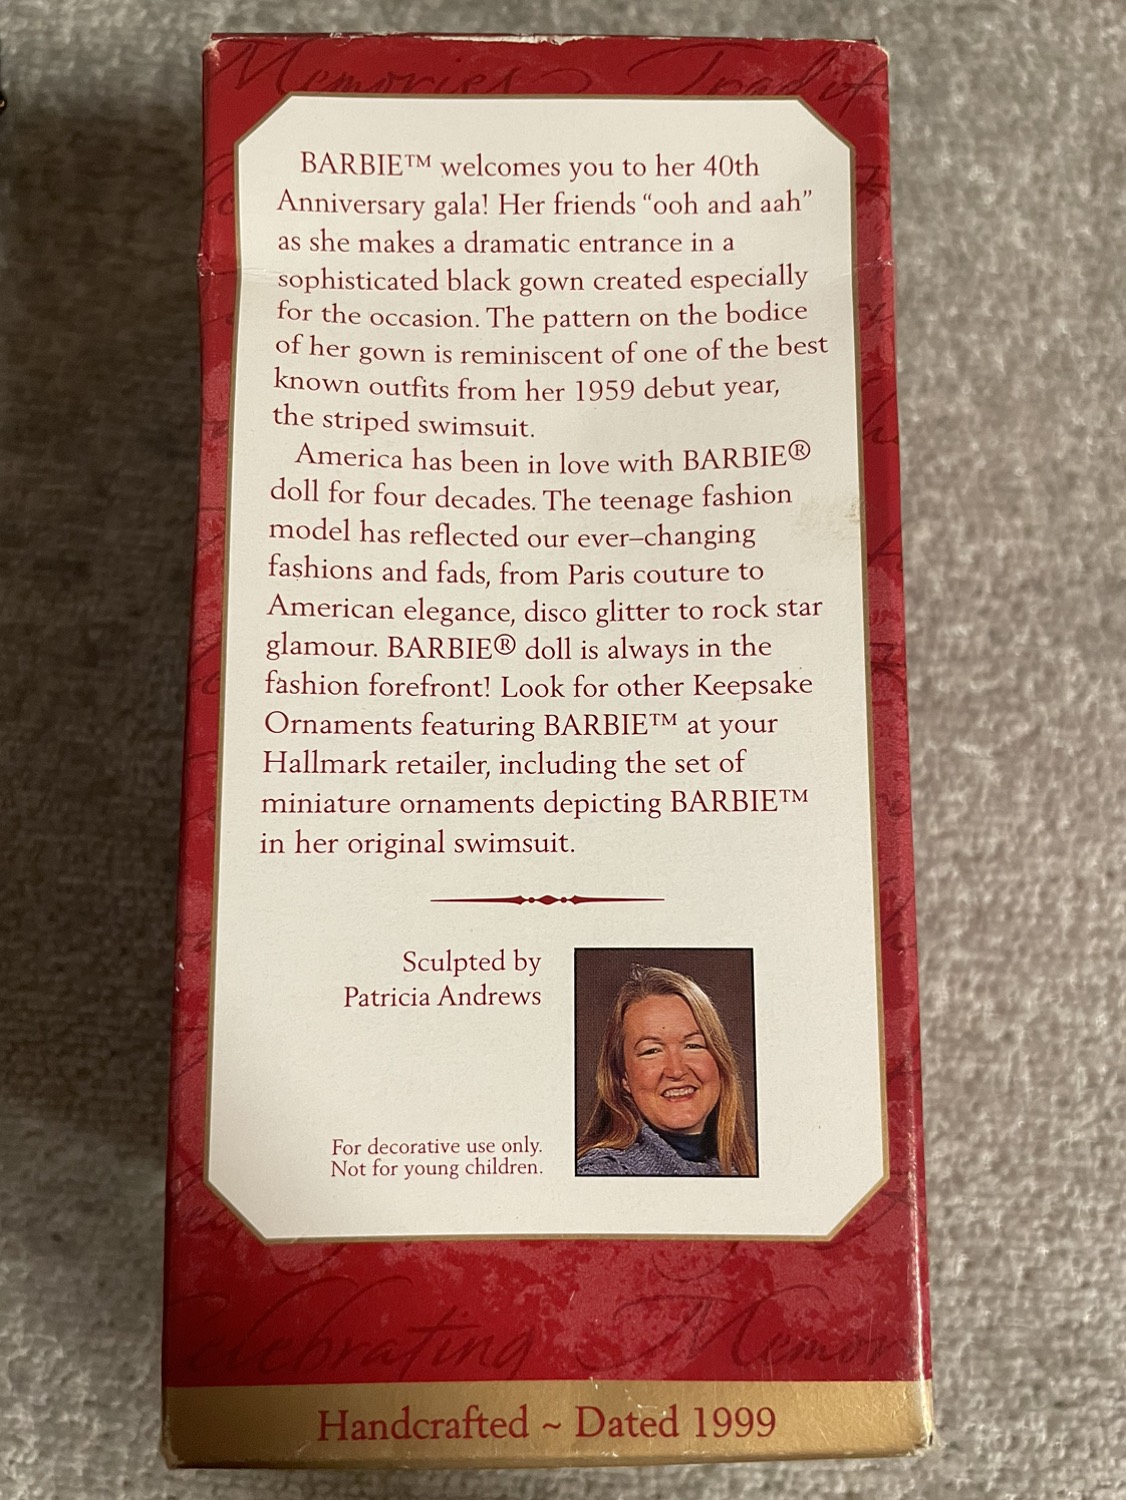 Memories Tradit
BARBIE™ welcomes you to her 40th
Anniversary gala! Her friends “ooh and aah”
as she makes a dramatic entrance in a
sophisticated black gown created especially
for the occasion. The pattern on the bodice
of her gown is reminiscent of one of the best
known outfits from her 1959 debut year,
the striped swimsuit.
America has been in love with BARBIE®
doll for four decades. The teenage fashion
model has reflected our ever–changing
fashions and fads, from Paris couture to
American elegance, disco glitter to rock star
glamour. BARBIE® doll is always in the
fashion forefront! Look for other Keepsake
Ornaments featuring BARBIE™ at your
Hallmark retailer, including the set of
miniature ornaments depicting BARBIE™
in her original swimsuit.
Sculpted by
Patricia Andrews
For decorative use only.
Not for young children.
Celebrating Memor
Handcrafted ~ Dated 1999